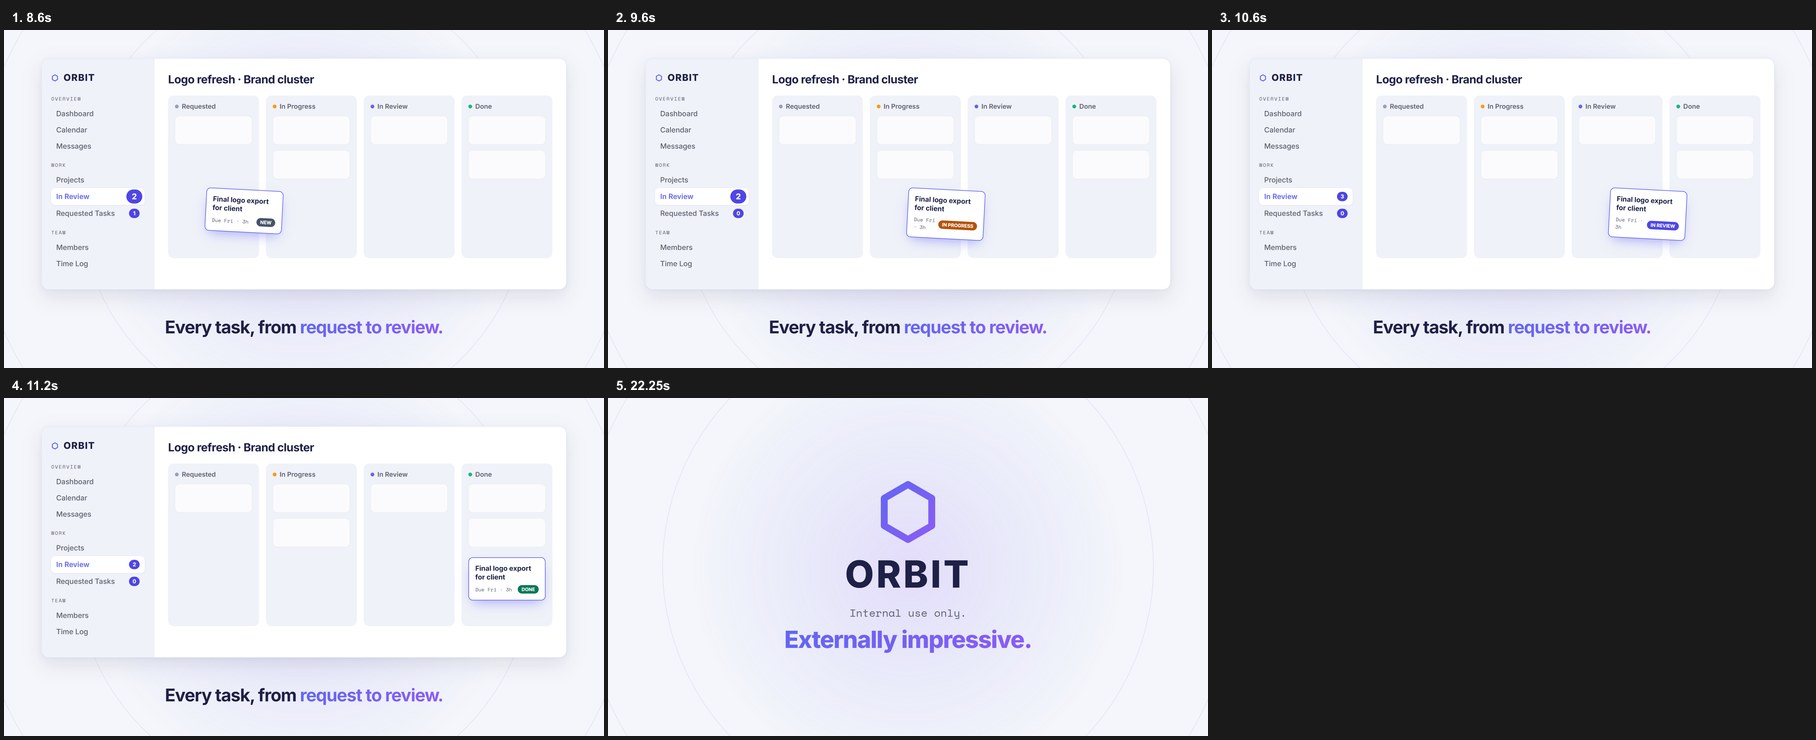 1. 8.6s
ORBIT
OVERVIEW
Dashboard
Calendar
Messages
WORK
Projects
In Review 2
Requested Tasks 1
TEAM
Members
Time Log
Logo refresh · Brand cluster
Requested
In Progress
In Review
Done
Final logo export
for client
Due Fri · 3h NEW
Every task, from request to review.
2. 9.6s
ORBIT
OVERVIEW
Dashboard
Calendar
Messages
WORK
Projects
In Review 2
Requested Tasks 0
TEAM
Members
Time Log
Logo refresh · Brand cluster
Requested
In Progress
In Review
Done
Final logo export
for client
Due Fri
· 3h IN PROGRESS
Every task, from request to review.
3. 10.6s
ORBIT
OVERVIEW
Dashboard
Calendar
Messages
WORK
Projects
In Review 3
Requested Tasks 0
TEAM
Members
Time Log
Logo refresh · Brand cluster
Requested
In Progress
In Review
Done
Final logo export
for client
Due Fri ·
3h IN REVIEW
Every task, from request to review.
4. 11.2s
ORBIT
OVERVIEW
Dashboard
Calendar
Messages
WORK
Projects
In Review 2
Requested Tasks 0
TEAM
Members
Time Log
Logo refresh · Brand cluster
Requested
In Progress
In Review
Done
Final logo export
for client
Due Fri · 3h DONE
Every task, from request to review.
5. 22.25s
ORBIT
Internal use only.
Externally impressive.